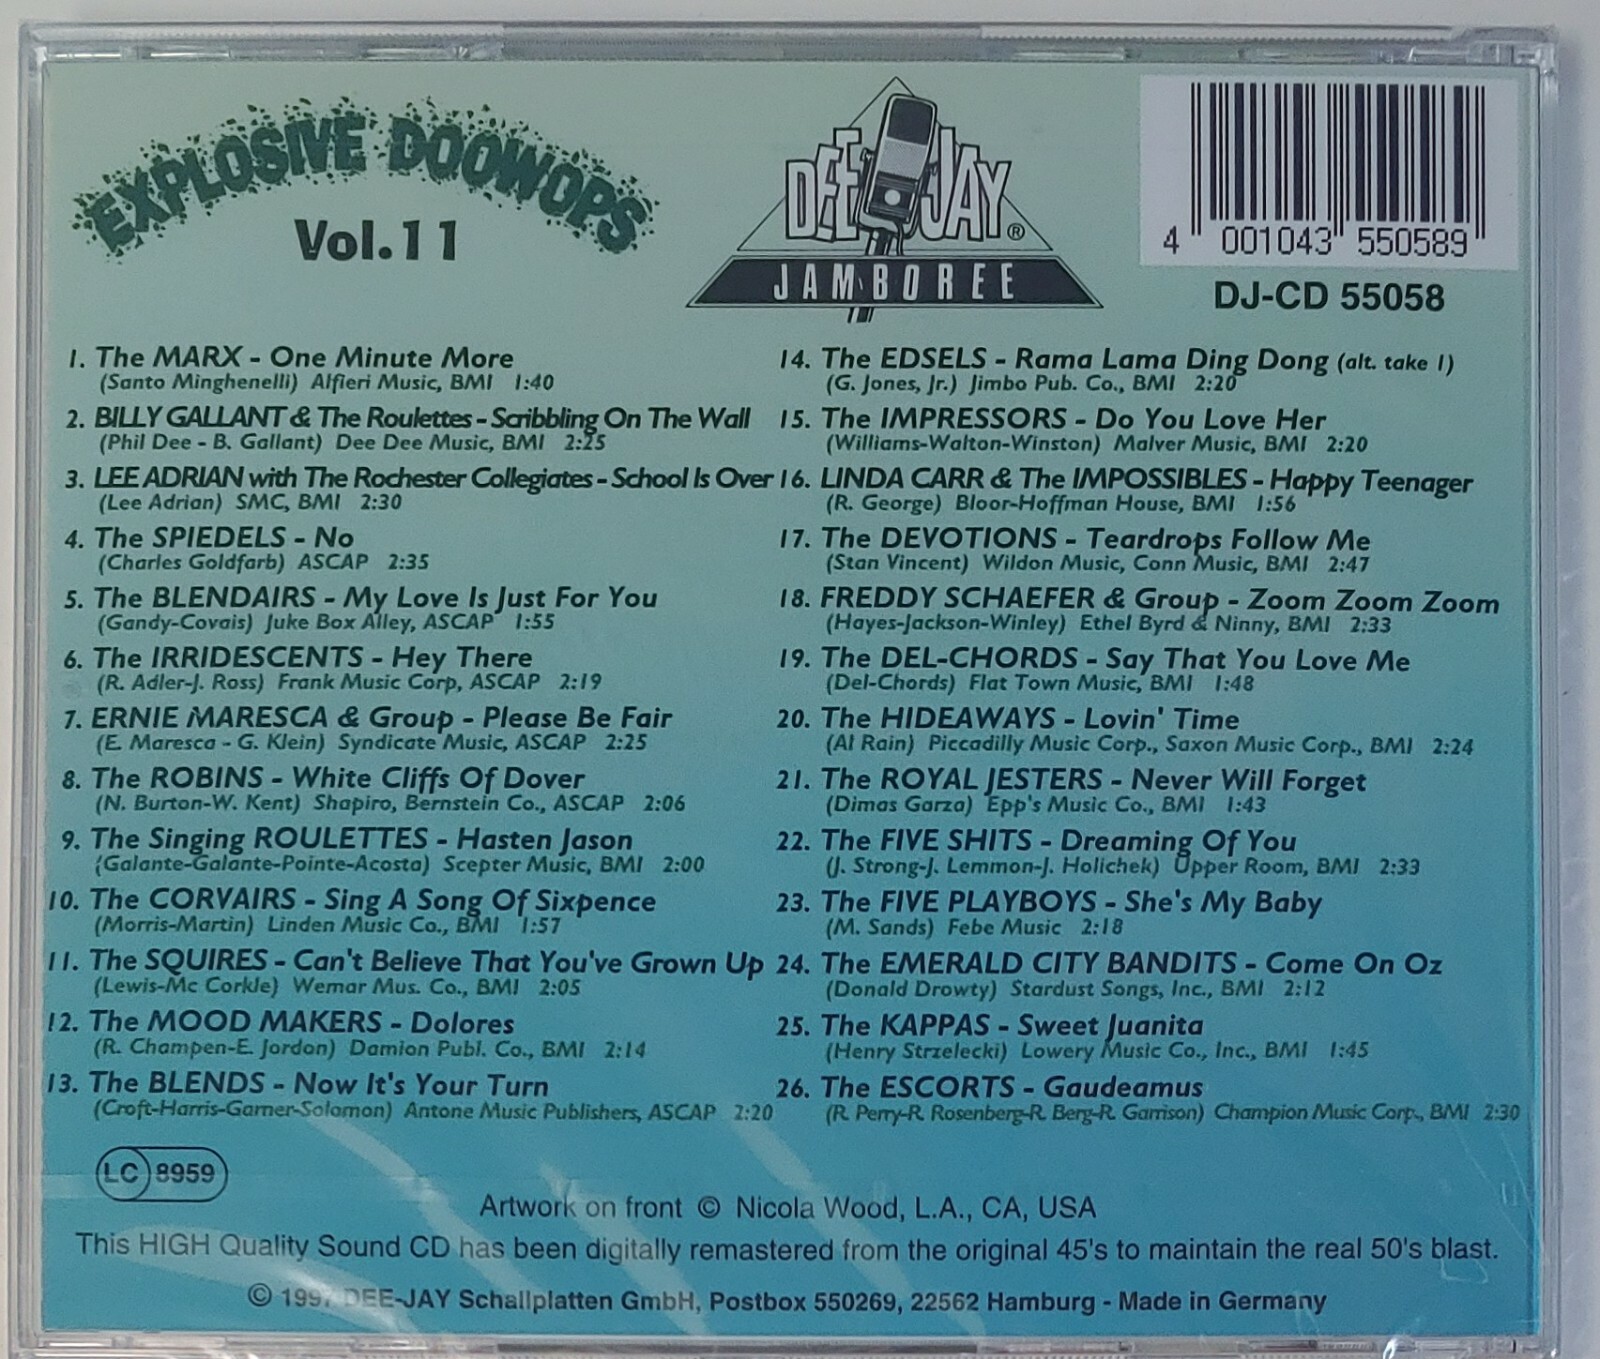 EXPLOSIVE DOOWOPS
Vol.11
DEE JAY®
JAMBOREE
4 001043 550589
DJ-CD 55058
1. The MARX - One Minute More
(Santo Minghenelli) Alfieri Music, BMI 1:40
2. BILLY GALLANT & The Roulettes - Scribbling On The Wall
(Phil Dee - B. Gallant) Dee Dee Music, BMI 2:25
3. LEE ADRIAN with The Rochester Collegiates - School Is Over
(Lee Adrian) SMC, BMI 2:30
4. The SPIEDELS - No
(Charles Goldfarb) ASCAP 2:35
5. The BLENDAIRS - My Love Is Just For You
(Gandy-Covais) Juke Box Alley, ASCAP 1:55
6. The IRRIDESCENTS - Hey There
(R. Adler-J. Ross) Frank Music Corp, ASCAP 2:19
7. ERNIE MARESCA & Group - Please Be Fair
(E. Maresca - G. Klein) Syndicate Music, ASCAP 2:25
8. The ROBINS - White Cliffs Of Dover
(N. Burton-W. Kent) Shapiro, Bernstein Co., ASCAP 2:06
9. The Singing ROULETTES - Hasten Jason
(Galante-Galante-Pointe-Acosta) Scepter Music, BMI 2:00
10. The CORVAIRS - Sing A Song Of Sixpence
(Morris-Martin) Linden Music Co., BMI 1:57
11. The SQUIRES - Can't Believe That You've Grown Up
(Lewis-Mc Corkle) Wemar Mus. Co., BMI 2:05
12. The MOOD MAKERS - Dolores
(R. Champen-E. Jordon) Damion Publ. Co., BMI 2:14
13. The BLENDS - Now It's Your Turn
(Croft-Harris-Garner-Solomon) Antone Music Publishers, ASCAP 2:20
14. The EDSELS - Rama Lama Ding Dong (alt. take 1)
(G. Jones, Jr.) Jimbo Pub. Co., BMI 2:20
15. The IMPRESSORS - Do You Love Her
(Williams-Walton-Winston) Malver Music, BMI 2:20
16. LINDA CARR & The IMPOSSIBLES - Happy Teenager
(R. George) Bloor-Hoffman House, BMI 1:56
17. The DEVOTIONS - Teardrops Follow Me
(Stan Vincent) Wildon Music, Conn Music, BMI 2:47
18. FREDDY SCHAEFER & Group - Zoom Zoom Zoom
(Hayes-Jackson-Winley) Ethel Byrd & Ninny, BMI 2:33
19. The DEL-CHORDS - Say That You Love Me
(Del-Chords) Flat Town Music, BMI 1:48
20. The HIDEAWAYS - Lovin' Time
(Al Rain) Piccadilly Music Corp., Saxon Music Corp., BMI 2:24
21. The ROYAL JESTERS - Never Will Forget
(Dimas Garza) Epp's Music Co., BMI 1:43
22. The FIVE SHITS - Dreaming Of You
(J. Strong-J. Lemmon-J. Holichek) Upper Room, BMI 2:33
23. The FIVE PLAYBOYS - She's My Baby
(M. Sands) Febe Music 2:18
24. The EMERALD CITY BANDITS - Come On Oz
(Donald Drowty) Stardust Songs, Inc., BMI 2:12
25. The KAPPAS - Sweet Juanita
(Henry Strzelecki) Lowery Music Co., Inc., BMI 1:45
26. The ESCORTS - Gaudeamus
(R. Perry-R. Rosenberg-R. Berg-R. Garrison) Champion Music Corp., BMI 2:30
LC 8959
Artwork on front © Nicola Wood, L.A., CA, USA
This HIGH Quality Sound CD has been digitally remastered from the original 45's to maintain the real 50's blast.
© 1997 DEE-JAY Schallplatten GmbH, Postbox 550269, 22562 Hamburg - Made in Germany